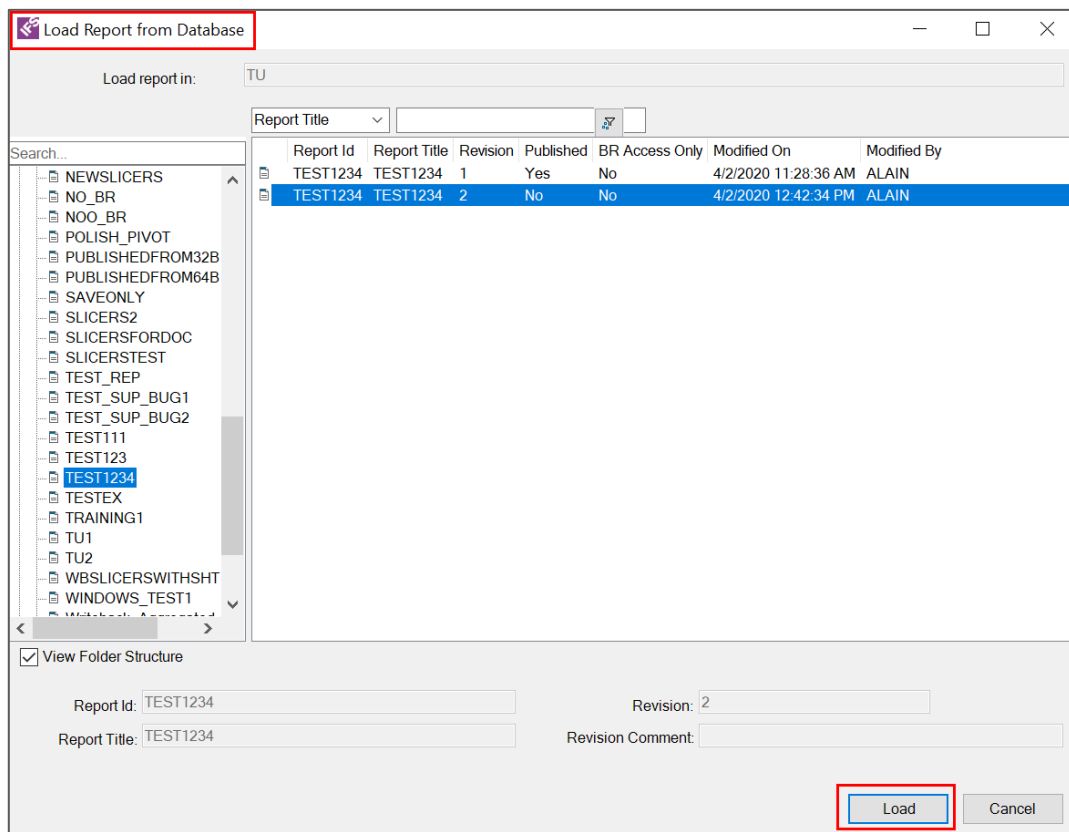 IFS Load Report from Database
Load report in: TU
Report Title
Search...
NEWSLICERS
NO_BR
NOO_BR
POLISH_PIVOT
PUBLISHEDFROM32B
PUBLISHEDFROM64B
SAVEONLY
SLICERS2
SLICERSFORDOC
SLICERSTEST
TEST_REP
TEST_SUP_BUG1
TEST_SUP_BUG2
TEST111
TEST123
TEST1234
TESTEX
TRAINING1
TU1
TU2
WBSLICERSWITHSHT
WINDOWS_TEST1
Report Id Report Title Revision Published BR Access Only Modified On Modified By
TEST1234 TEST1234 1 Yes No 4/2/2020 11:28:36 AM ALAIN
TEST1234 TEST1234 2 No No 4/2/2020 12:42:34 PM ALAIN
View Folder Structure
Report Id: TEST1234
Revision: 2
Report Title: TEST1234
Revision Comment:
Load Cancel